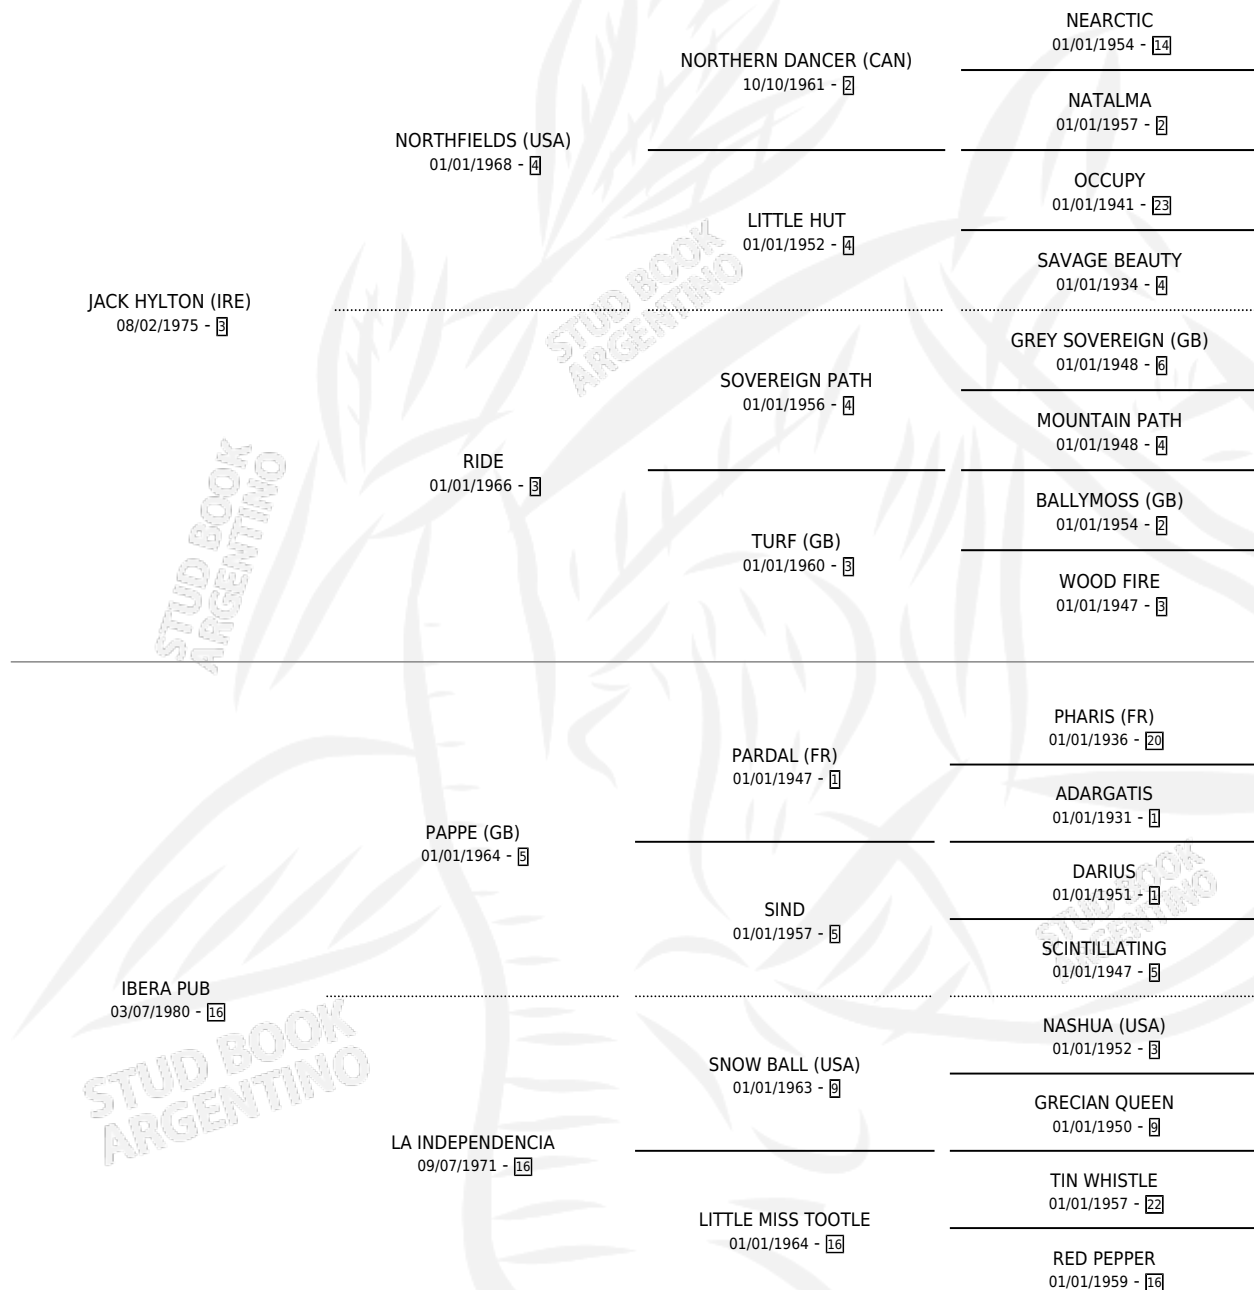 NEARCTIC
01/01/1954 - 14
NORTHERN DANCER (CAN)
10/10/1961 - 2
NATALMA
01/01/1957 - 2
NORTHFIELDS (USA)
01/01/1968 - 4
OCCUPY
01/01/1941 - 23
LITTLE HUT
01/01/1952 - 4
SAVAGE BEAUTY
01/01/1934 - 4
JACK HYLTON (IRE)
08/02/1975 - 3
GREY SOVEREIGN (GB)
01/01/1948 - 6
SOVEREIGN PATH
01/01/1956 - 4
MOUNTAIN PATH
01/01/1948 - 4
RIDE
01/01/1966 - 3
BALLYMOSS (GB)
01/01/1954 - 2
TURF (GB)
01/01/1960 - 3
WOOD FIRE
01/01/1947 - 3
PHARIS (FR)
01/01/1936 - 20
PARDAL (FR)
01/01/1947 - 1
ADARGATIS
01/01/1931 - 1
PAPPE (GB)
01/01/1964 - 5
DARIUS
01/01/1951 - 1
SIND
01/01/1957 - 5
SCINTILLATING
01/01/1947 - 5
IBERA PUB
03/07/1980 - 16
NASHUA (USA)
01/01/1952 - 3
SNOW BALL (USA)
01/01/1963 - 9
GRECIAN QUEEN
01/01/1950 - 9
LA INDEPENDENCIA
09/07/1971 - 16
TIN WHISTLE
01/01/1957 - 22
LITTLE MISS TOOTLE
01/01/1964 - 16
RED PEPPER
01/01/1959 - 16
STUD BOOK
ARGENTINO
STUD BOOK
ARGENTINO
STUD BOOK
ARGENTINO
STUD BOOK
ARGENTINO